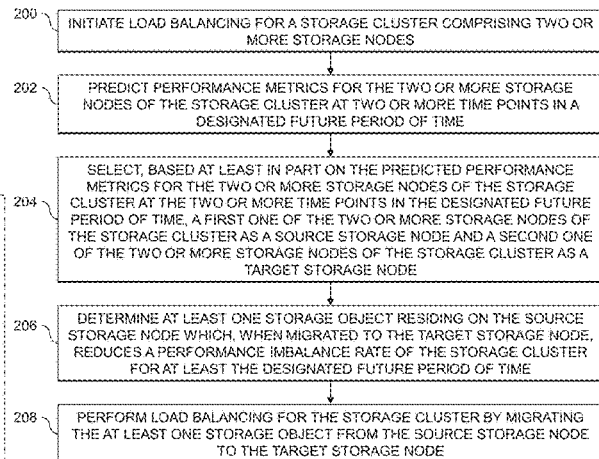 200
INITIATE LOAD BALANCING FOR A STORAGE CLUSTER COMPRISING TWO OR
MORE STORAGE NODES
202
PREDICT PERFORMANCE METRICS FOR THE TWO OR MORE STORAGE
NODES OF THE STORAGE CLUSTER AT TWO OR MORE TIME POINTS IN A
DESIGNATED FUTURE PERIOD OF TIME
204
SELECT, BASED AT LEAST IN PART ON THE PREDICTED PERFORMANCE
METRICS FOR THE TWO OR MORE STORAGE NODES OF THE STORAGE
CLUSTER AT THE TWO OR MORE TIME POINTS IN THE DESIGNATED FUTURE
PERIOD OF TIME, A FIRST ONE OF THE TWO OR MORE STORAGE NODES OF
THE STORAGE CLUSTER AS A SOURCE STORAGE NODE AND A SECOND ONE
OF THE TWO OR MORE STORAGE NODES OF THE STORAGE CLUSTER AS A
TARGET STORAGE NODE
206
DETERMINE AT LEAST ONE STORAGE OBJECT RESIDING ON THE SOURCE
STORAGE NODE WHICH, WHEN MIGRATED TO THE TARGET STORAGE NODE,
REDUCES A PERFORMANCE IMBALANCE RATE OF THE STORAGE CLUSTER
FOR AT LEAST THE DESIGNATED FUTURE PERIOD OF TIME
208
PERFORM LOAD BALANCING FOR THE STORAGE CLUSTER BY MIGRATING
THE AT LEAST ONE STORAGE OBJECT FROM THE SOURCE STORAGE NODE
TO THE TARGET STORAGE NODE